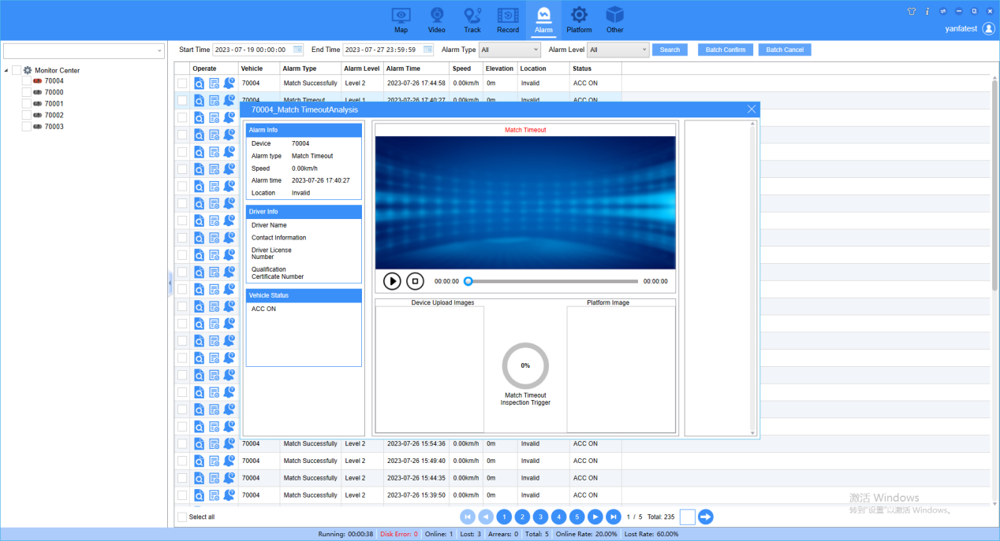 Map Video Track Record Alarm Platform Other
yanfatest
Start Time 2023-07-19 00:00:00 End Time 2023-07-27 23:59:59 Alarm Type All Alarm Level All Search Batch Confirm Batch Cancel
Monitor Center
70004
70000
70001
70002
70003
Operate Vehicle Alarm Type Alarm Level Alarm Time Speed Elevation Location Status
70004 Match Successfully Level 2 2023-07-26 17:44:58 0.00km/h 0m Invalid ACC ON
70004 Match Timeout Level 1 2023-07-26 17:40:27 0.00km/h 0m Invalid ACC ON
70004_Match TimeoutAnalysis
Alarm Info
Device 70004
Alarm type Match Timeout
Speed 0.00km/h
Alarm time 2023-07-26 17:40:27
Location Invalid
Driver Info
Driver Name
Contact Information
Driver License
Number
Qualification
Certificate Number
Vehicle Status
ACC ON
Match Timeout
00:00:00 00:00:00
Device Upload Images Platform Image
0%
Match Timeout
Inspection Trigger
70004 Match Successfully Level 2 2023-07-26 15:54:36 0.00km/h 0m Invalid ACC ON
70004 Match Successfully Level 2 2023-07-26 15:49:40 0.00km/h 0m Invalid ACC ON
70004 Match Successfully Level 2 2023-07-26 15:44:35 0.00km/h 0m Invalid ACC ON
70004 Match Successfully Level 2 2023-07-26 15:39:50 0.00km/h 0m Invalid ACC ON
激活 Windows
转到"设置"以激活 Windows。
Select all 1 2 3 4 5 1 / 5 Total: 235
Running: 00:00:38 Disk Error: 0 Online: 1 Lost: 3 Arrears: 0 Total: 5 Online Rate: 20.00% Lost Rate: 60.00%